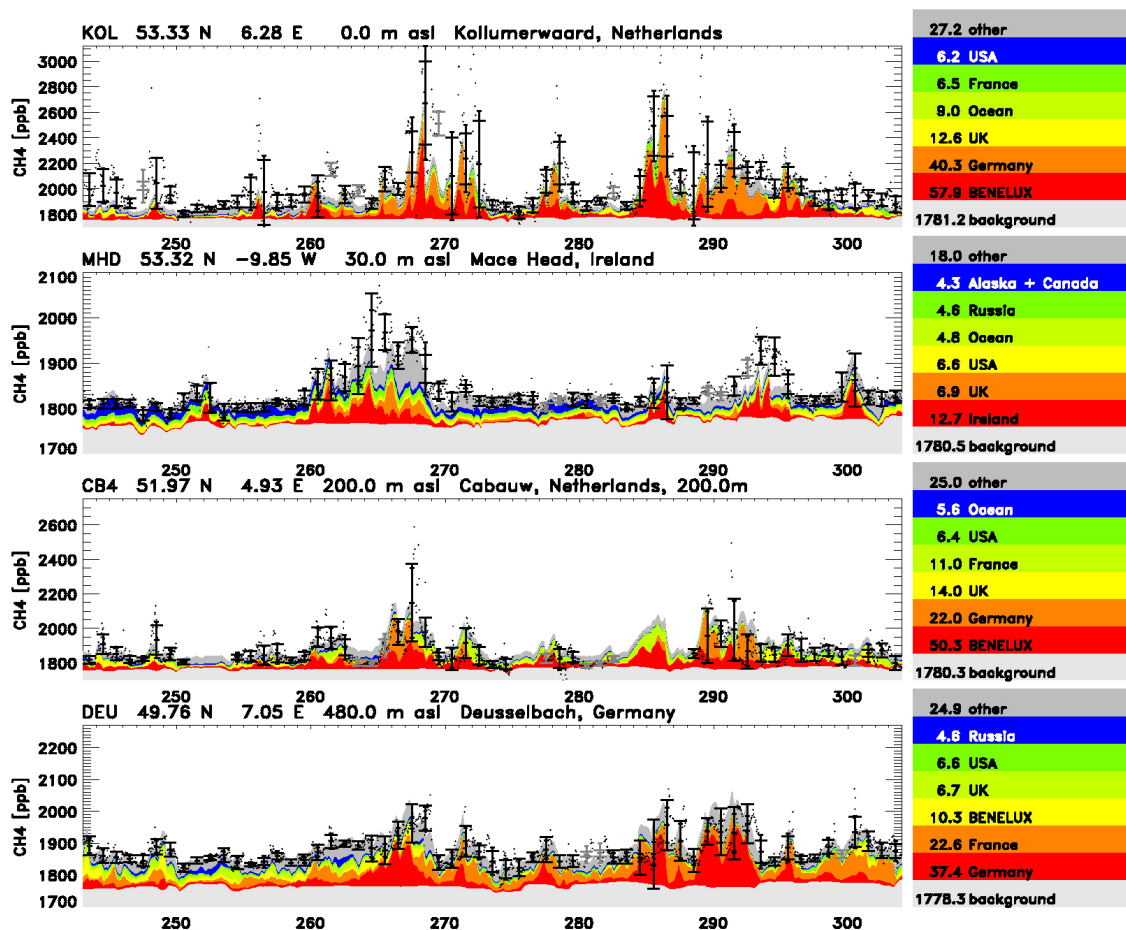 KOL 53.33 N 6.28 E 0.0 m asl Kollumerwaard, Netherlands
CH4 [ppb]
3000
2800
2600
2400
2200
2000
1800
250 260 270 280 290 300
27.2 other
6.2 USA
6.5 France
9.0 Ocean
12.6 UK
40.3 Germany
57.9 BENELUX
1781.2 background
MHD 53.32 N -9.85 W 30.0 m asl Mace Head, Ireland
CH4 [ppb]
2100
2000
1900
1800
1700
250 260 270 280 290 300
18.0 other
4.3 Alaska + Canada
4.6 Russia
4.8 Ocean
6.6 USA
6.9 UK
12.7 Ireland
1780.5 background
CB4 51.97 N 4.93 E 200.0 m asl Cabauw, Netherlands, 200.0m
CH4 [ppb]
2600
2400
2200
2000
1800
250 260 270 280 290 300
25.0 other
5.6 Ocean
6.4 USA
11.0 France
14.0 UK
22.0 Germany
50.3 BENELUX
1780.3 background
DEU 49.76 N 7.05 E 480.0 m asl Deusselbach, Germany
CH4 [ppb]
2200
2100
2000
1900
1800
1700
250 260 270 280 290 300
24.9 other
4.6 Russia
6.6 USA
6.7 UK
10.3 BENELUX
22.6 France
37.4 Germany
1778.3 background